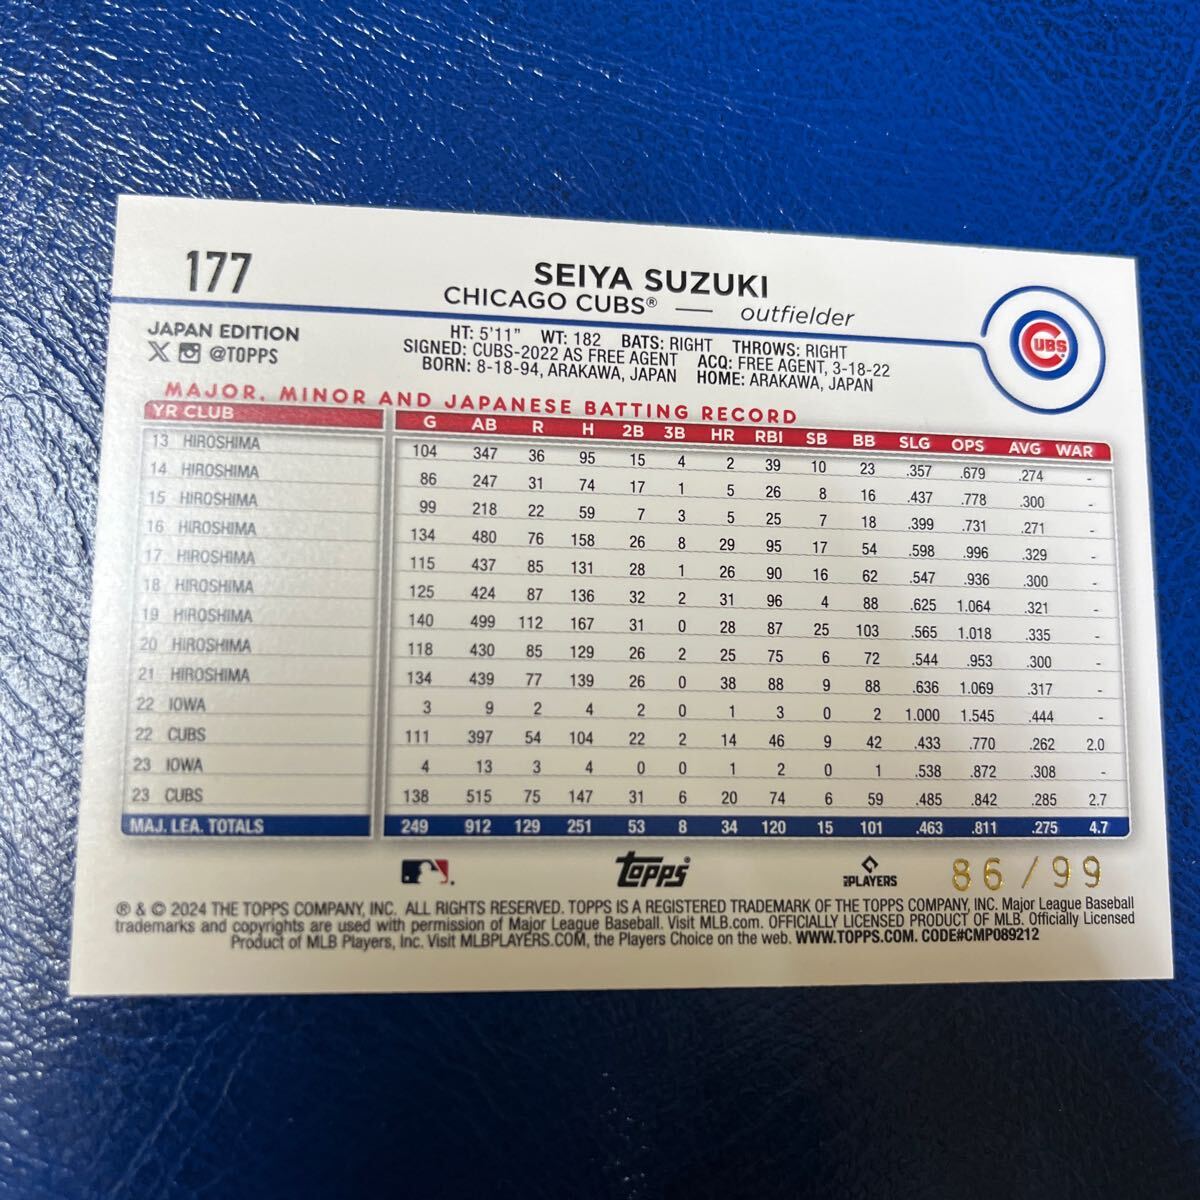 177
SEIYA SUZUKI
CHICAGO CUBS® — outfielder
JAPAN EDITION
X @TOPPS
HT: 5'11" WT: 182 BATS: RIGHT THROWS: RIGHT
SIGNED: CUBS-2022 AS FREE AGENT ACQ: FREE AGENT, 3-18-22
BORN: 8-18-94, ARAKAWA, JAPAN HOME: ARAKAWA, JAPAN
CUBS
MAJOR, MINOR AND JAPANESE BATTING RECORD
YR CLUB G AB R H 2B 3B HR RBI SB BB SLG OPS AVG WAR
13 HIROSHIMA 104 347 36 95 15 4 2 39 10 23 .357 .679 .274 -
14 HIROSHIMA 86 247 31 74 17 1 5 26 8 16 .437 .778 .300 -
15 HIROSHIMA 99 218 22 59 7 3 5 25 7 18 .399 .731 .271 -
16 HIROSHIMA 134 480 76 158 26 8 29 95 17 54 .598 .996 .329 -
17 HIROSHIMA 115 437 85 131 28 1 26 90 16 62 .547 .936 .300 -
18 HIROSHIMA 125 424 87 136 32 2 31 96 4 88 .625 1.064 .321 -
19 HIROSHIMA 140 499 112 167 31 0 28 87 25 103 .565 1.018 .335 -
20 HIROSHIMA 118 430 85 129 26 2 25 75 6 72 .544 .953 .300 -
21 HIROSHIMA 134 439 77 139 26 0 38 88 9 88 .636 1.069 .317 -
22 IOWA 3 9 2 4 2 0 1 3 0 2 1.000 1.545 .444 -
22 CUBS 111 397 54 104 22 2 14 46 9 42 .433 .770 .262 2.0
23 IOWA 4 13 3 4 0 0 1 2 0 1 .538 .872 .308 -
23 CUBS 138 515 75 147 31 6 20 74 6 59 .485 .842 .285 2.7
MAJ. LEA. TOTALS 249 912 129 251 53 8 34 120 15 101 .463 .811 .275 4.7
topps
MLB PLAYERS
86/99
® & © 2024 THE TOPPS COMPANY, INC. ALL RIGHTS RESERVED. TOPPS IS A REGISTERED TRADEMARK OF THE TOPPS COMPANY, INC. Major League Baseball
trademarks and copyrights are used with permission of Major League Baseball. Visit MLB.com. OFFICIALLY LICENSED PRODUCT OF MLB. Officially Licensed
Product of MLB Players, Inc. Visit MLBPLAYERS.COM, the Players Choice on the web. WWW.TOPPS.COM. CODE#CMP089212